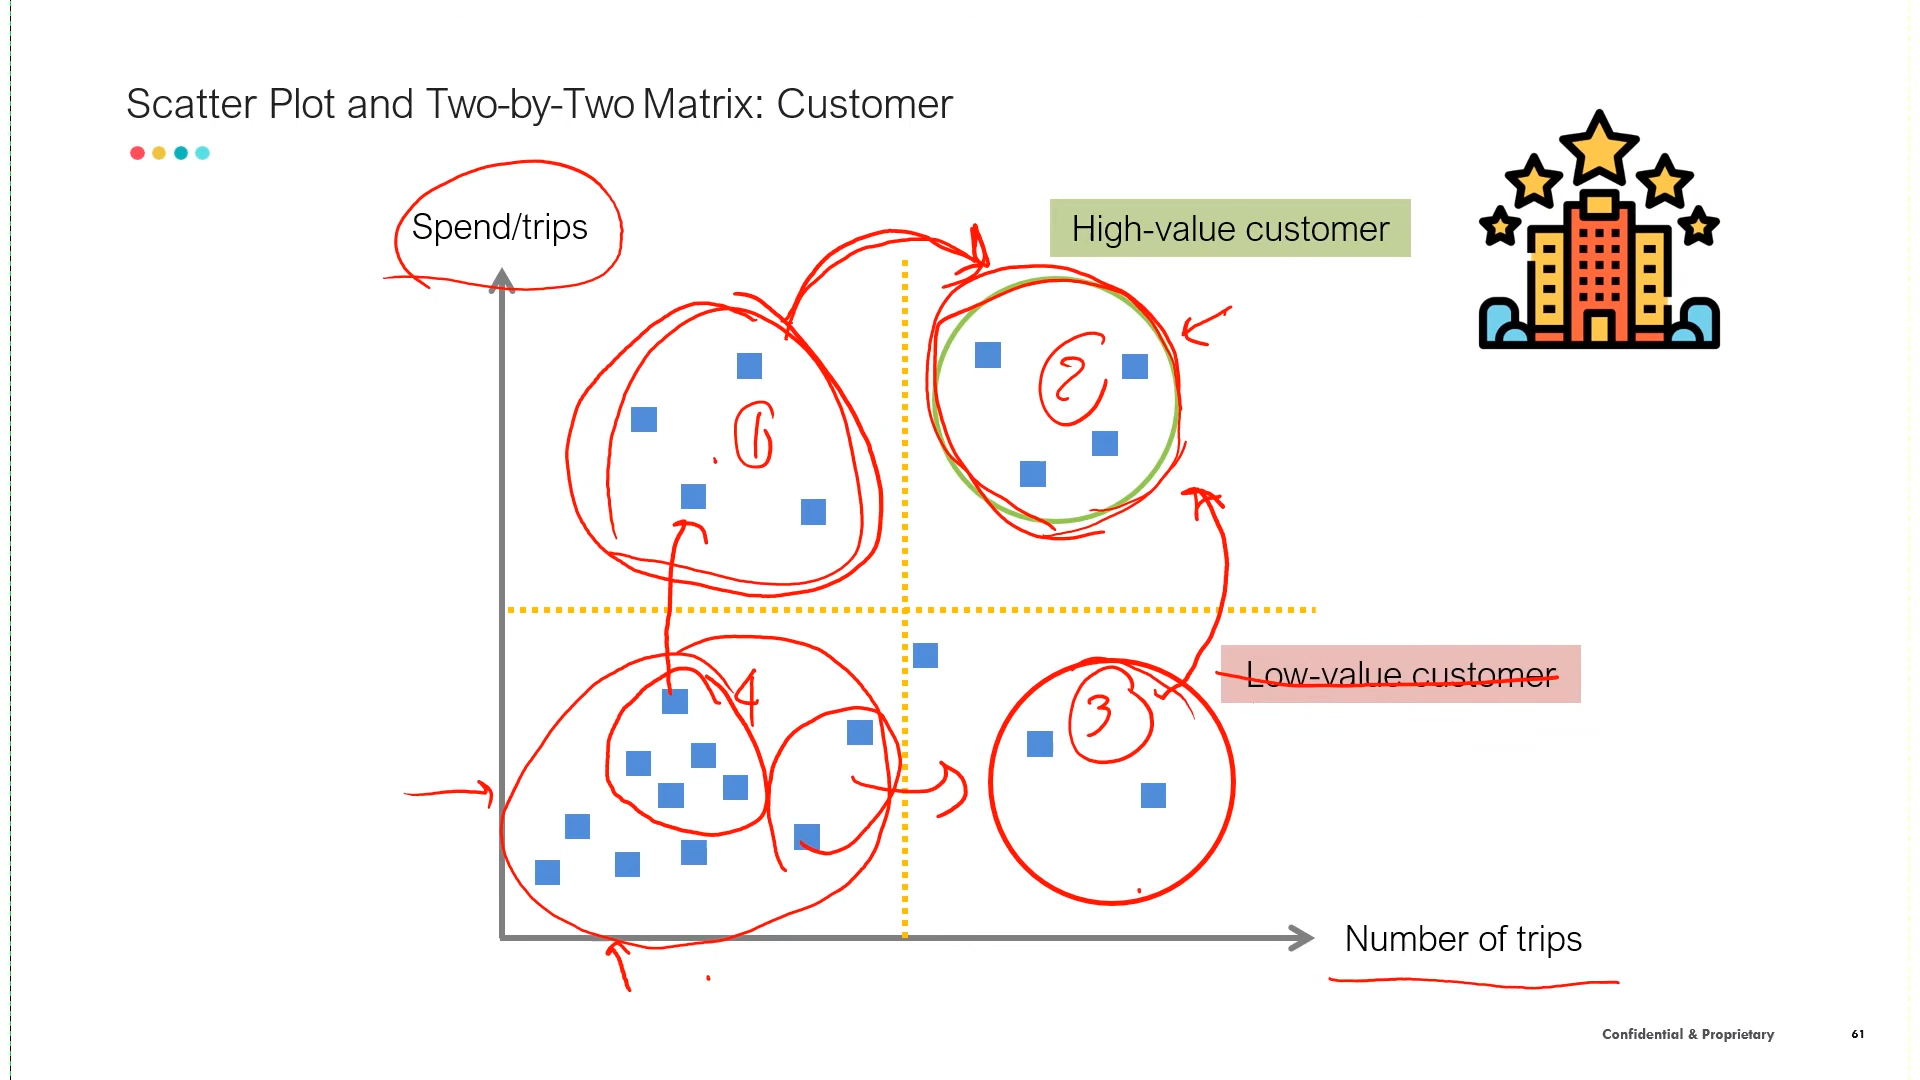 Scatter Plot and Two-by-Two Matrix: Customer
Spend/trips
High-value customer
1
2
Low-value customer
4
3
Number of trips
Confidential & Proprietary
61